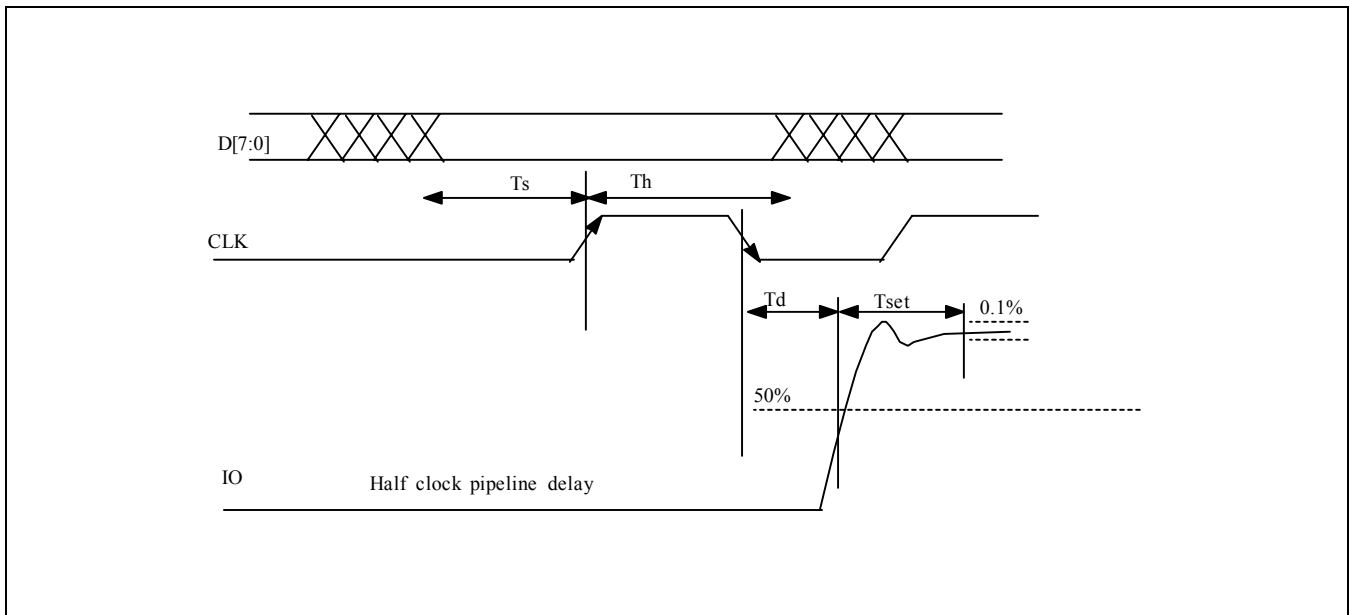 D[7:0]
Ts
Th
CLK
Td
Tset
0.1%
50%
IO
Half clock pipeline delay